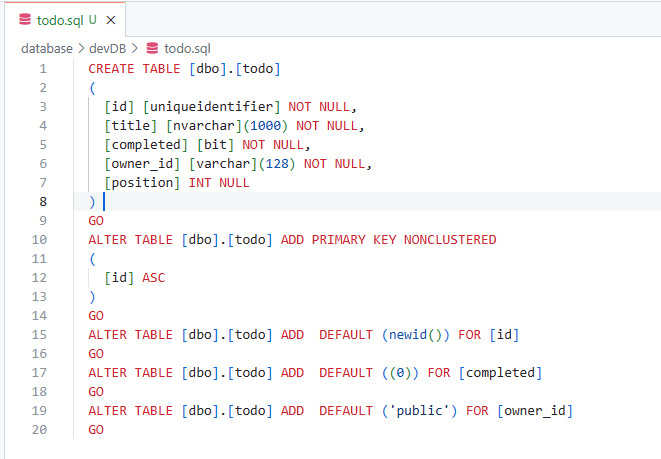 todo.sql U ×
database > devDB > todo.sql
1 CREATE TABLE [dbo].[todo]
2 (
3 [id] [uniqueidentifier] NOT NULL,
4 [title] [nvarchar](1000) NOT NULL,
5 [completed] [bit] NOT NULL,
6 [owner_id] [varchar](128) NOT NULL,
7 [position] INT NULL
8 )
9 GO
10 ALTER TABLE [dbo].[todo] ADD PRIMARY KEY NONCLUSTERED
11 (
12 [id] ASC
13 )
14 GO
15 ALTER TABLE [dbo].[todo] ADD  DEFAULT (newid()) FOR [id]
16 GO
17 ALTER TABLE [dbo].[todo] ADD  DEFAULT ((0)) FOR [completed]
18 GO
19 ALTER TABLE [dbo].[todo] ADD  DEFAULT ('public') FOR [owner_id]
20 GO